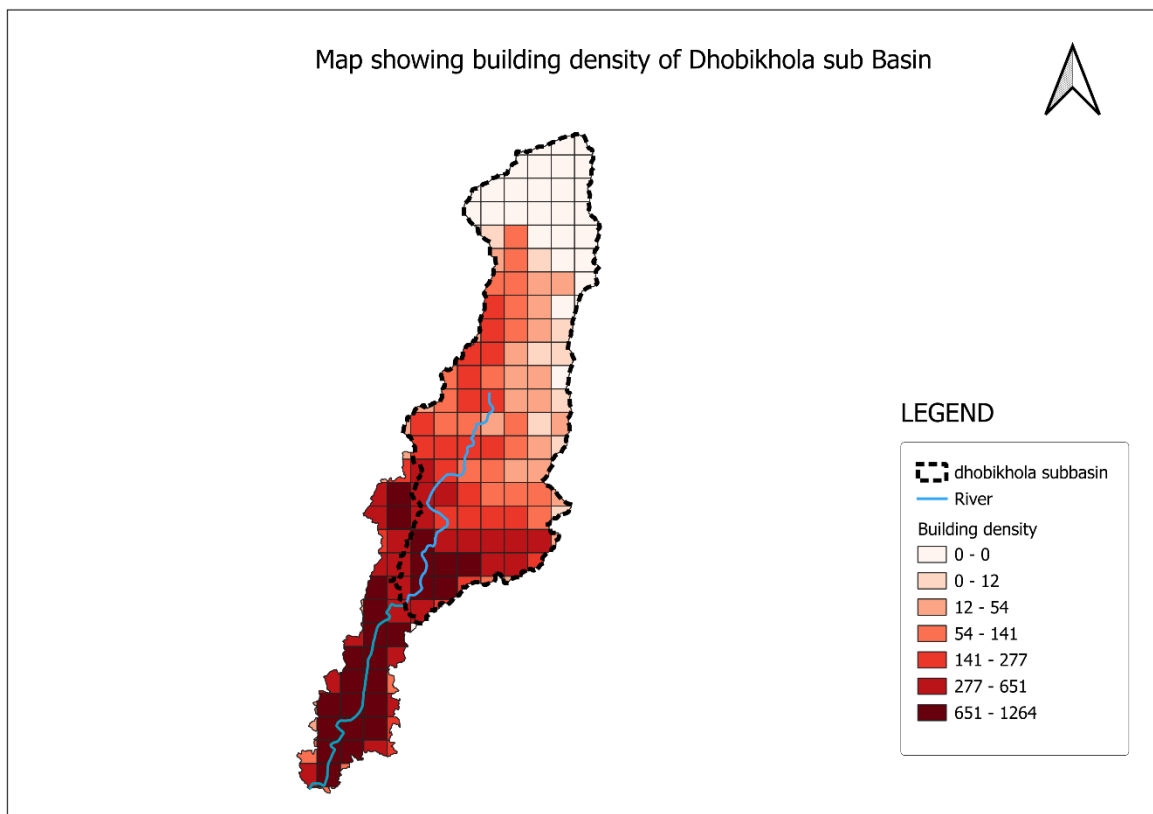 Map showing building density of Dhobikhola sub Basin
LEGEND
dhobikhola subbasin
River
Building density
0 - 0
0 - 12
12 - 54
54 - 141
141 - 277
277 - 651
651 - 1264